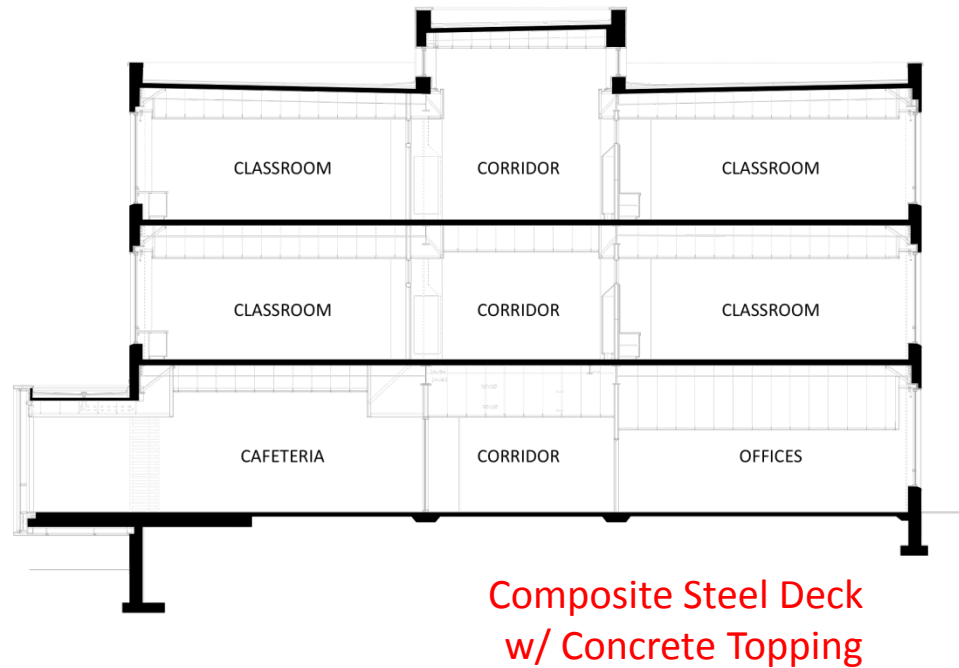 CLASSROOM CORRIDOR CLASSROOM
CLASSROOM CORRIDOR CLASSROOM
CAFETERIA CORRIDOR OFFICES
Composite Steel Deck
w/ Concrete Topping